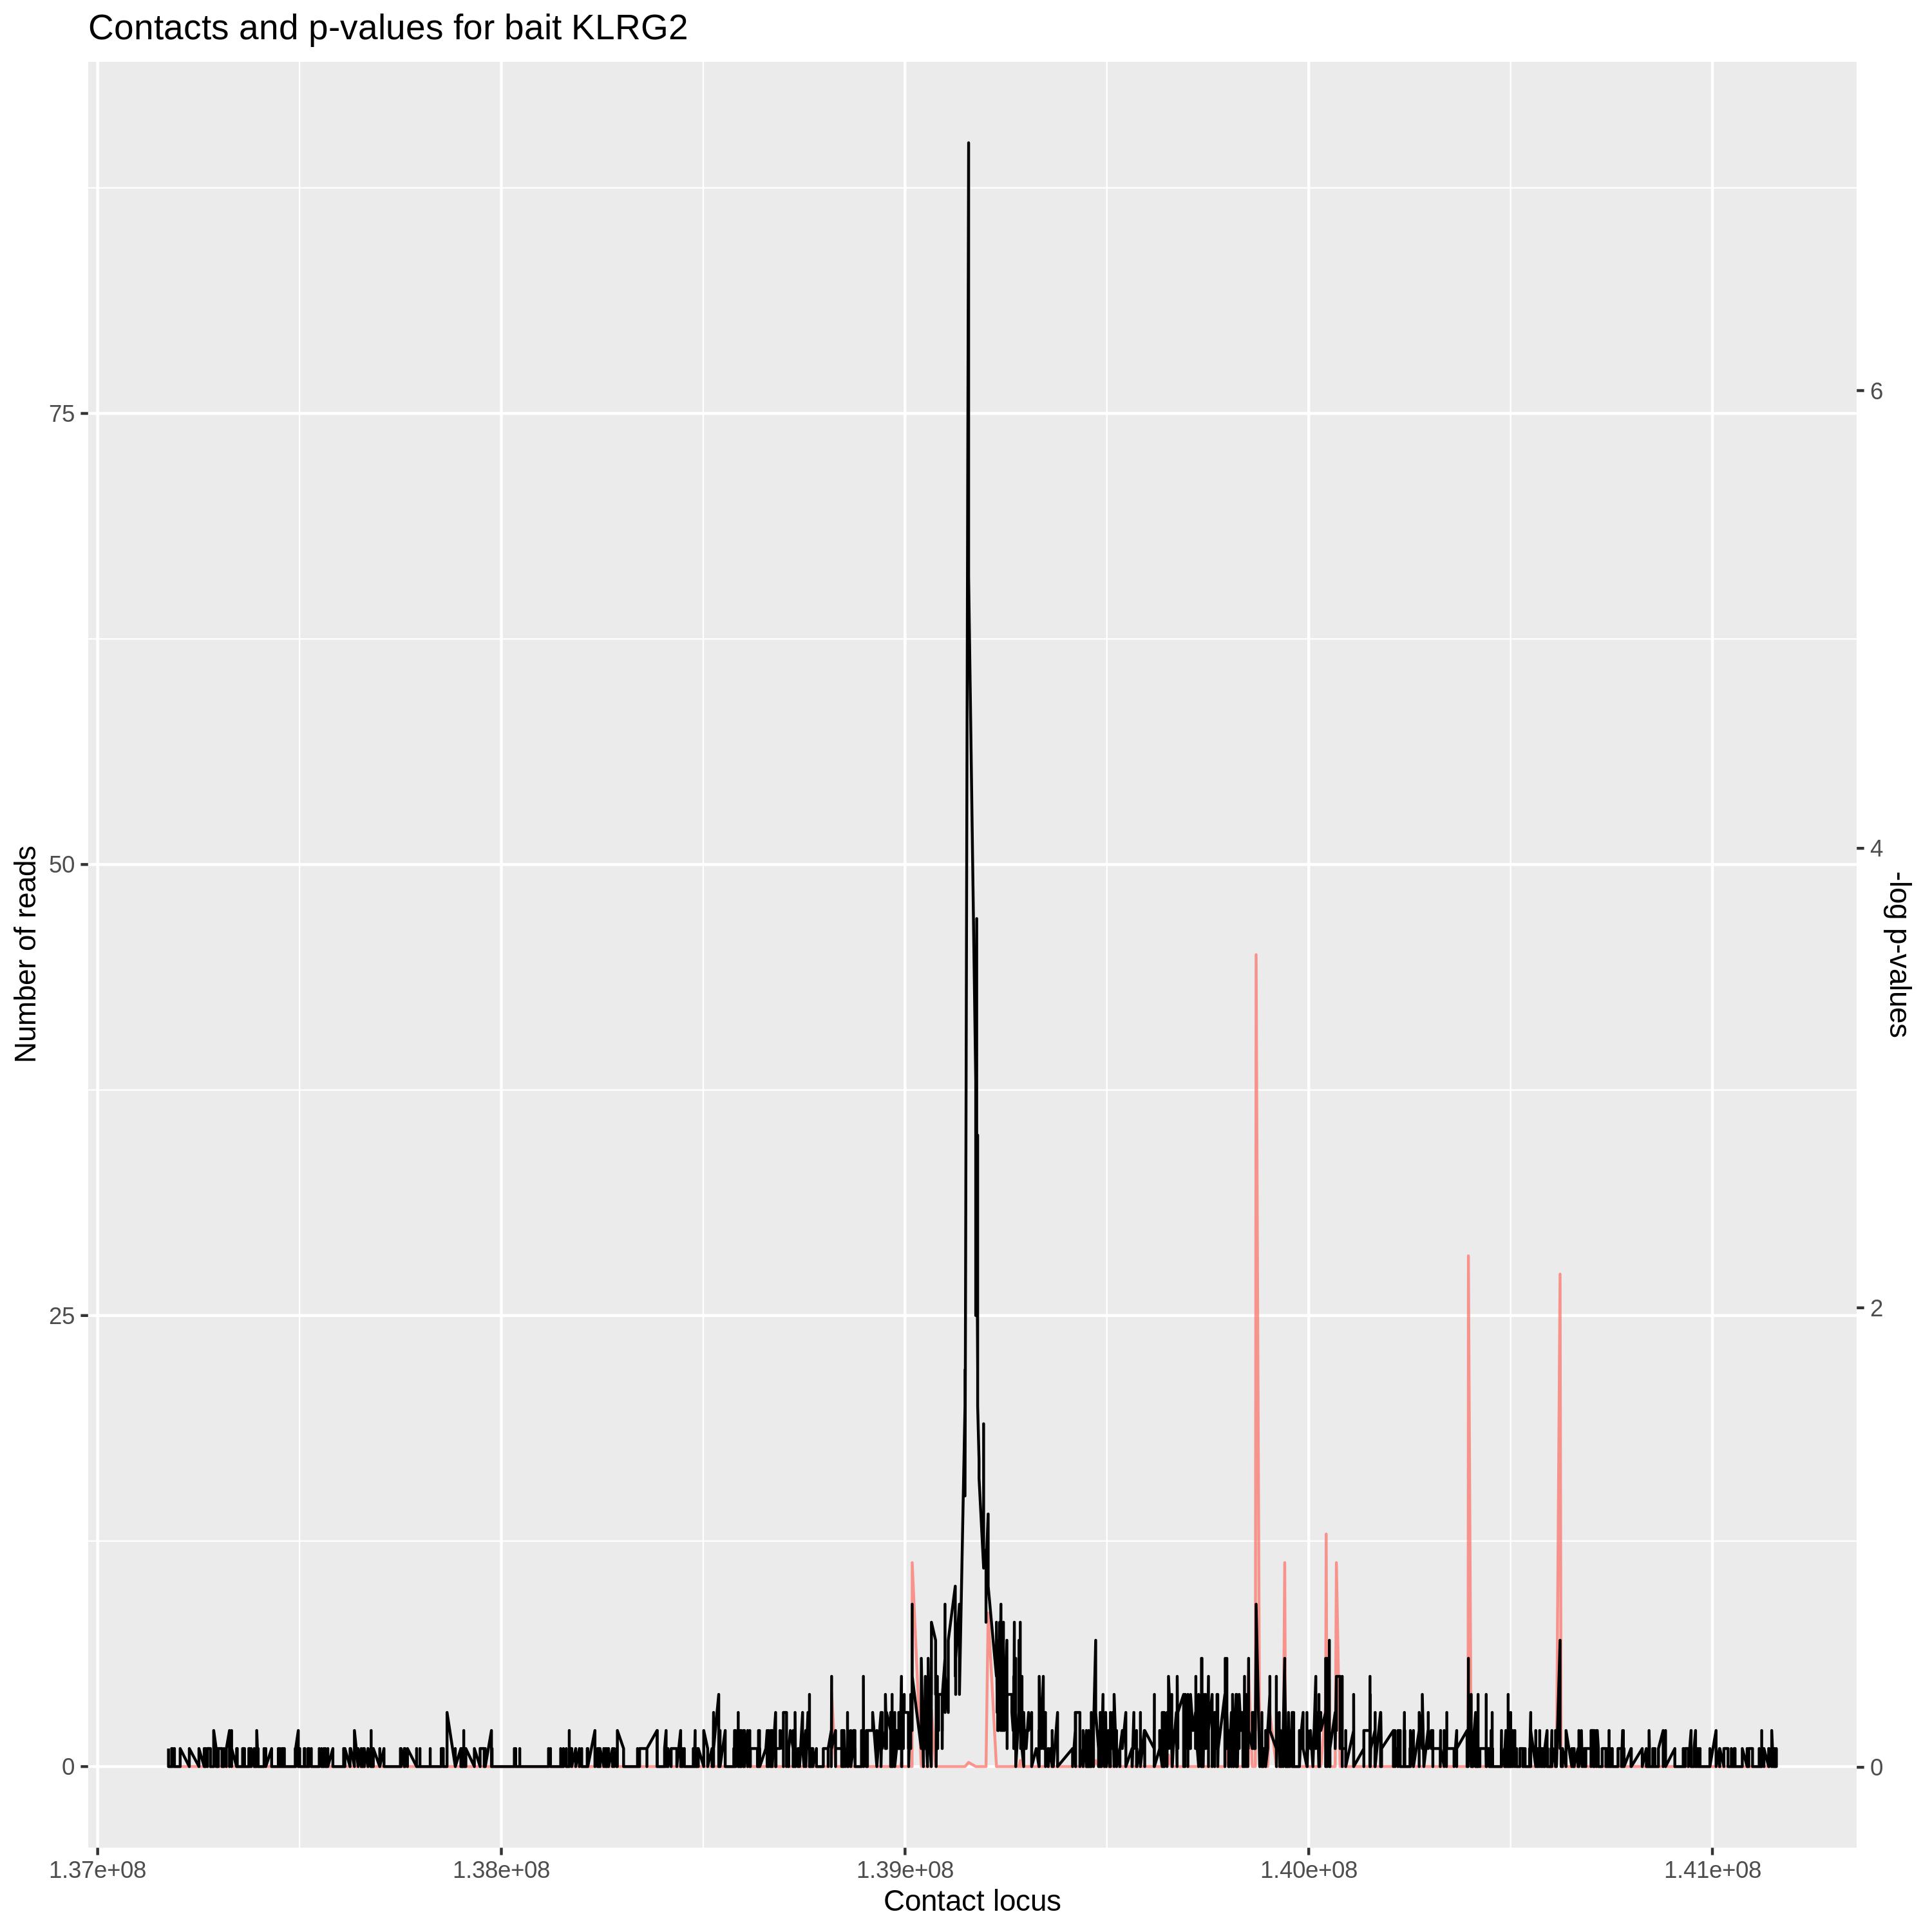 Contacts and p-values for bait KLRG2
75
50
25
0
Number of reads
6
4
2
0
-log p-values
1.37e+08
1.38e+08
1.39e+08
1.40e+08
1.41e+08
Contact locus